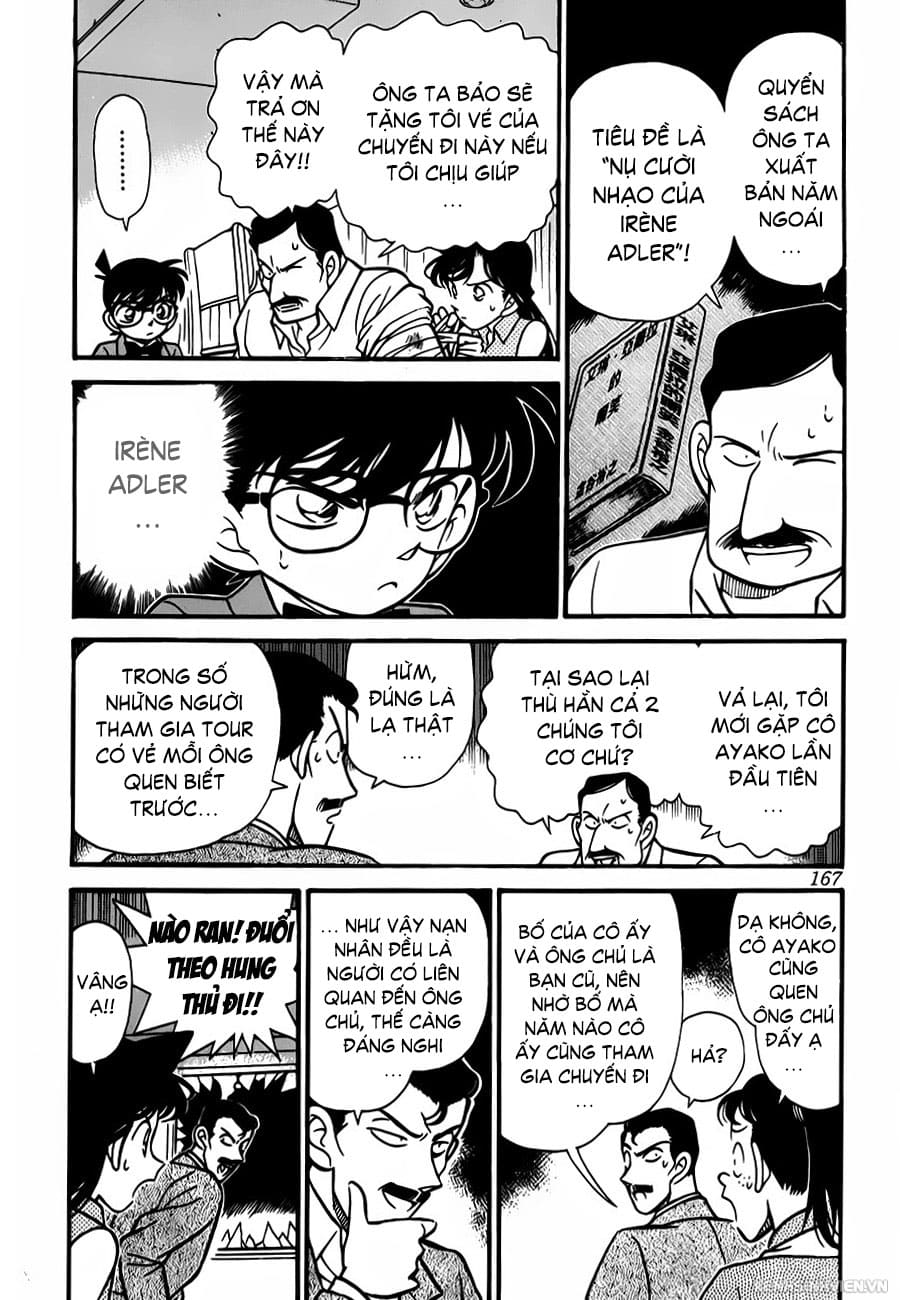 QUYỂN
SÁCH
ÔNG TA
XUẤT
BẢN NĂM
NGOÁI
...
TIÊU ĐỀ LÀ
"NỤ CƯỜI
NHẠO CỦA
IRÈNE
ADLER"!
ÔNG TA BẢO SẼ
TẶNG TÔI VÉ CỦA
CHUYẾN ĐI NÀY NẾU
TÔI CHỊU GIÚP
...
VẬY MÀ
TRẢ ƠN
THẾ NÀY
ĐÂY!!
.........
IRÈNE
ADLER
...
VẢ LẠI, TÔI
MỚI GẶP CÔ
AYAKO LẦN
ĐẦU TIÊN
...
TẠI SAO LẠI
THÙ HẰN CẢ 2
CHÚNG TÔI
CƠ CHỨ?
HỪM,
ĐÚNG LÀ
LẠ THẬT
...
TRONG SỐ
NHỮNG NGƯỜI
THAM GIA TOUR
CÓ VẺ MỖI ÔNG
QUEN BIẾT
TRƯỚC...
167
DẠ KHÔNG,
CÔ AYAKO
CŨNG
QUEN
ÔNG CHỦ
ĐẤY Ạ
...
HẢ?
BỐ CỦA CÔ ẤY
VÀ ÔNG CHỦ LÀ
BẠN CŨ, NÊN
NHỜ BỐ MÀ
NĂM NÀO CÔ
ẤY CŨNG THAM
GIA CHUYẾN ĐI
...
... NHƯ VẬY NẠN
NHÂN ĐỀU LÀ
NGƯỜI CÓ LIÊN
QUAN ĐẾN ÔNG
CHỦ, THẾ CÀNG
ĐÁNG NGHI
...
NÀO RAN! ĐUỔI
THEO HUNG
THỦ ĐI!!
VÂNG
Ạ!!